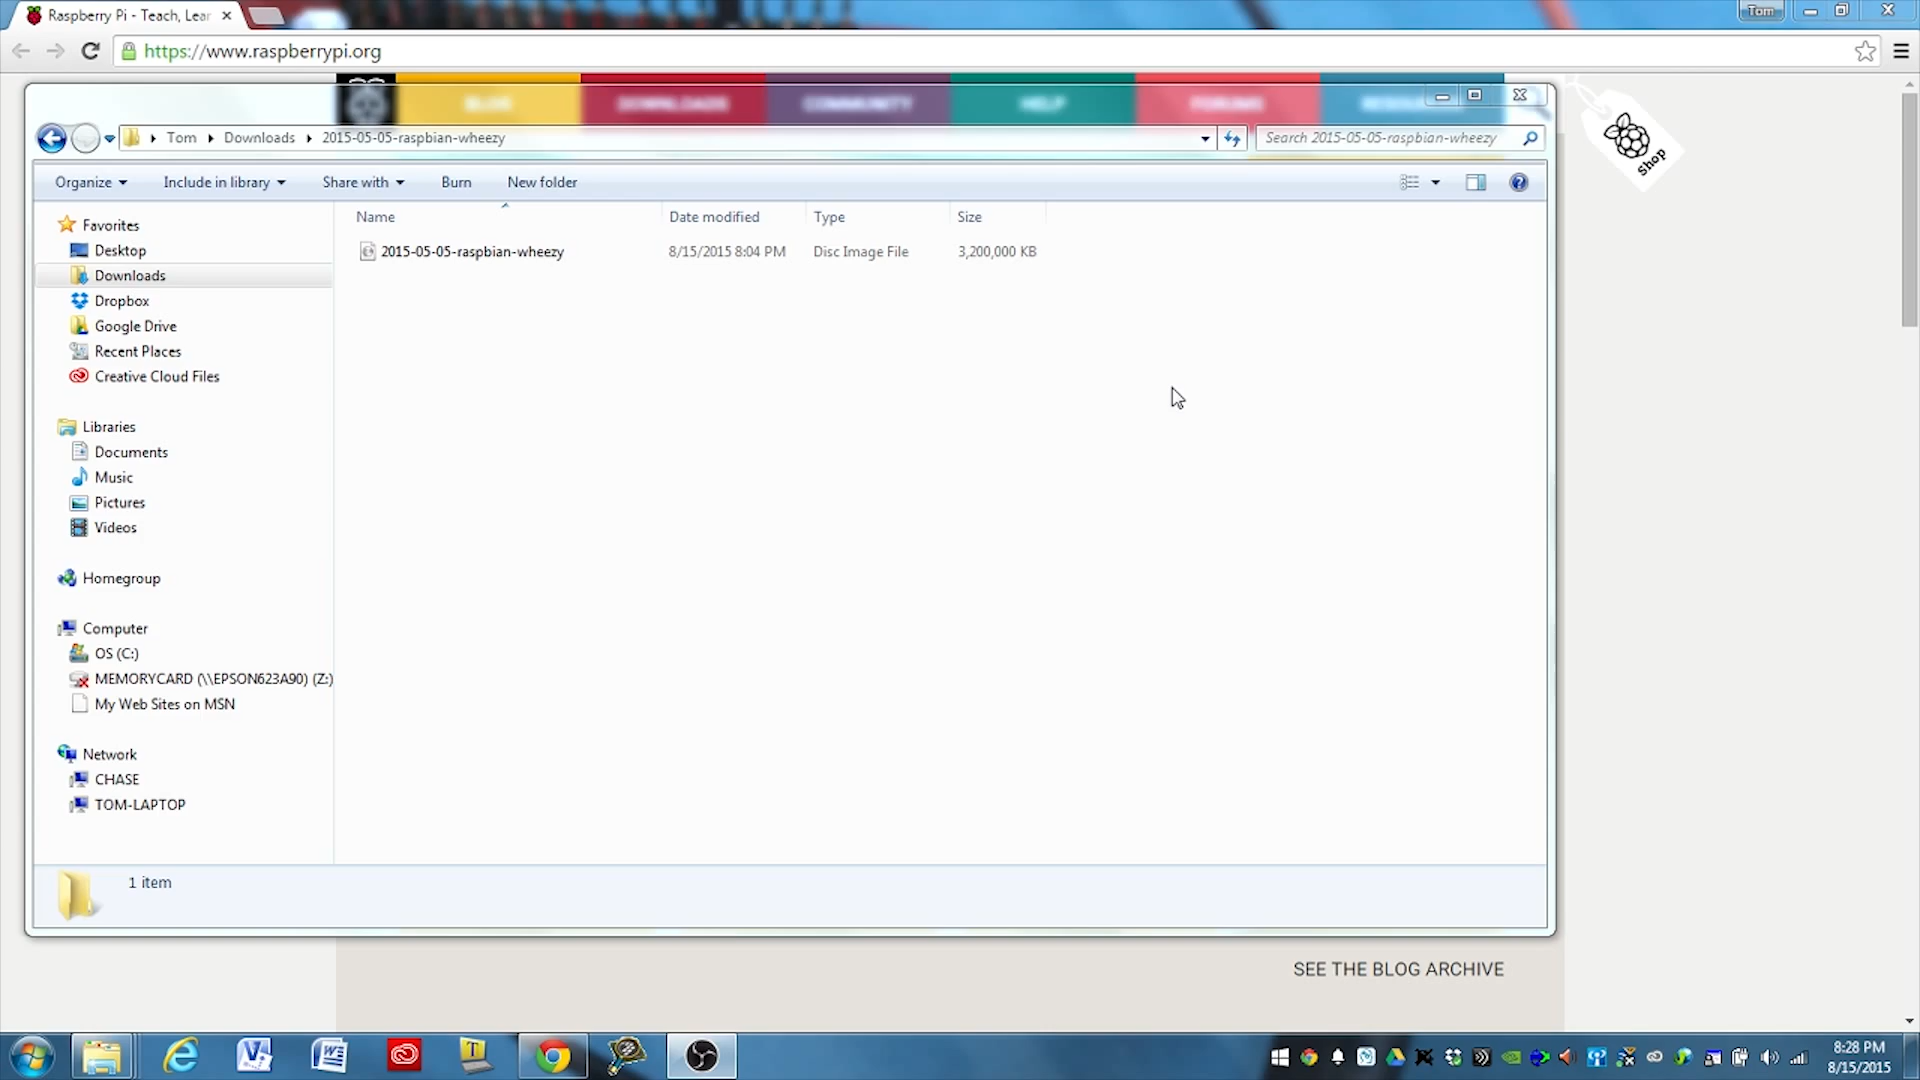 Raspberry Pi - Teach, Lear
Tom
https://www.raspberrypi.org
BLOG DOWNLOADS COMMUNITY HELP FORUMS
Shop
Tom Downloads 2015-05-05-raspbian-wheezy
Search 2015-05-05-raspbian-wheezy
Organize Include in library Share with Burn New folder
Name Date modified Type Size
2015-05-05-raspbian-wheezy 8/15/2015 8:04 PM Disc Image File 3,200,000 KB
Favorites
Desktop
Downloads
Dropbox
Google Drive
Recent Places
Creative Cloud Files
Libraries
Documents
Music
Pictures
Videos
Homegroup
Computer
OS (C:)
MEMORYCARD (\\EPSON623A90) (Z:)
My Web Sites on MSN
Network
CHASE
TOM-LAPTOP
1 item
SEE THE BLOG ARCHIVE
8:28 PM
8/15/2015